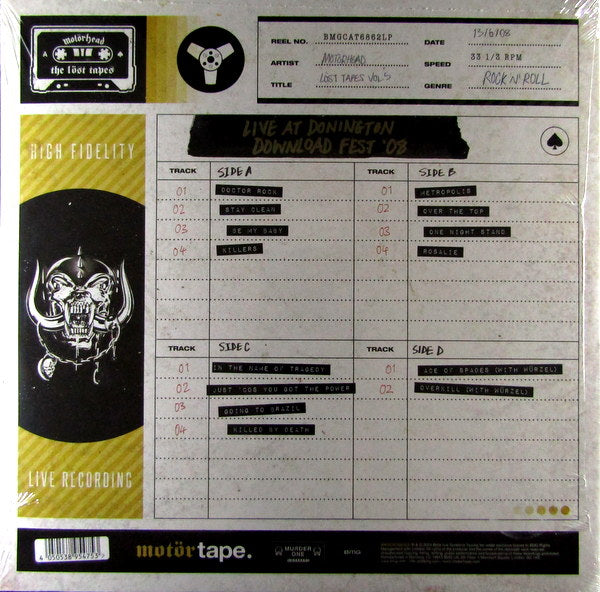 motörhead
A A
the löst tapes
REEL NO. BMGCAT6862LP
DATE 13/6/08
ARTIST MOTÖRHEAD
SPEED 33 1/3 RPM
TITLE LOST TAPES VOL 5
GENRE ROCK N' ROLL
HIGH FIDELITY
LIVE AT DONINGTON
DOWNLOAD FEST '08
TRACK SIDE A
01 DOCTOR ROCK
02 STAY CLEAN
03 BE MY BABY
04 KILLERS
TRACK SIDE B
01 METROPOLIS
02 OVER THE TOP
03 ONE NIGHT STAND
04 ROSALIE
TRACK SIDE C
01 IN THE NAME OF TRAGEDY
02 JUST 'COS YOU GOT THE POWER
03 GOING TO BRAZIL
04 KILLED BY DEATH
TRACK SIDE D
01 ACE OF SPADES (WITH WÜRZEL)
02 OVERKILL (WITH WÜRZEL)
LIVE RECORDING
4 050538 954753
motörtape.
MURDER
ONE
BMG